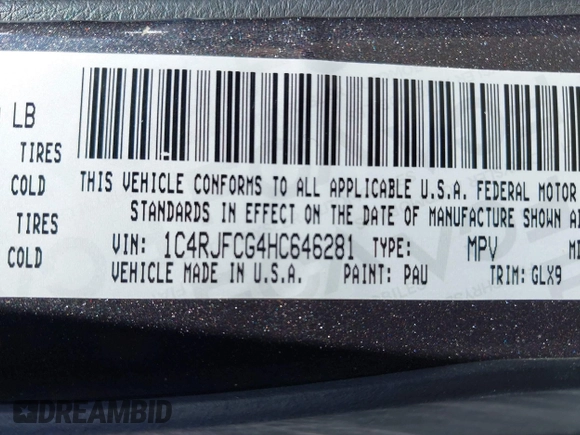 LB
TIRES
COLD THIS VEHICLE CONFORMS TO ALL APPLICABLE U.S.A. FEDERAL MOTOR
TIRES STANDARDS IN EFFECT ON THE DATE OF MANUFACTURE SHOWN
COLD VIN: 1C4RJFCG4HC646281 TYPE: MPV
VEHICLE MADE IN U.S.A. PAINT: PAU TRIM: GLX9
DREAMBID